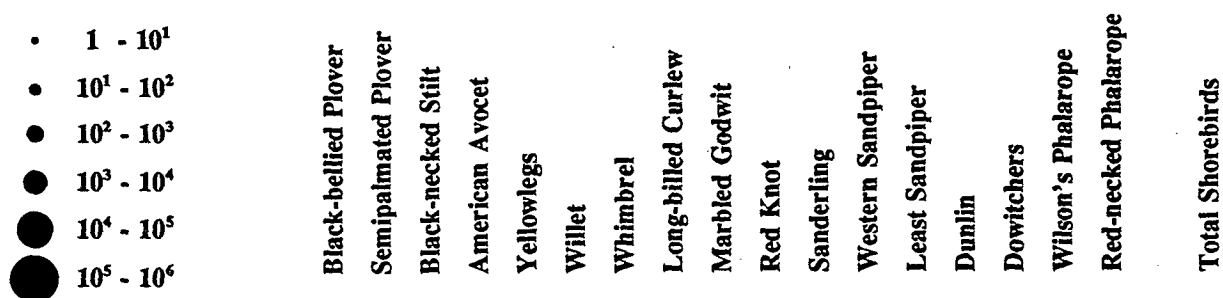 1 - 10¹
10¹ - 10²
10² - 10³
10³ - 10⁴
10⁴ - 10⁵
10⁵ - 10⁶
Black-bellied Plover
Semipalmated Plover
Black-necked Stilt
American Avocet
Yellowlegs
Willet
Whimbrel
Long-billed Curlew
Marbled Godwit
Red Knot
Sanderling
Western Sandpiper
Least Sandpiper
Dunlin
Dowitchers
Wilson's Phalarope
Red-necked Phalarope
Total Shorebirds